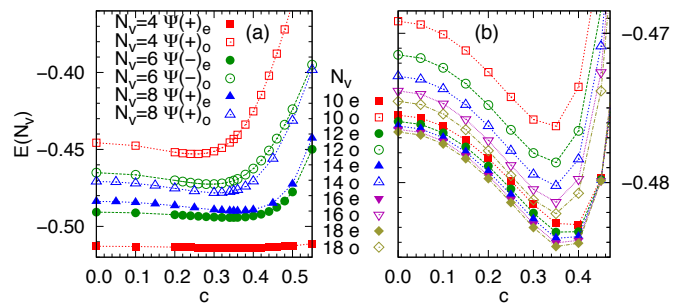 N_v=4 Ψ(+)_e
N_v=4 Ψ(+)_o
N_v=6 Ψ(−)_e
N_v=6 Ψ(−)_o
N_v=8 Ψ(+)_e
N_v=8 Ψ(+)_o
(a)
−0.40
−0.45
−0.50
E(N_v)
0.0 0.1 0.2 0.3 0.4 0.5
c
N_v
10 e
10 o
12 e
12 o
14 e
14 o
16 e
16 o
18 e
18 o
(b)
−0.47
−0.48
0.0 0.1 0.2 0.3 0.4
c